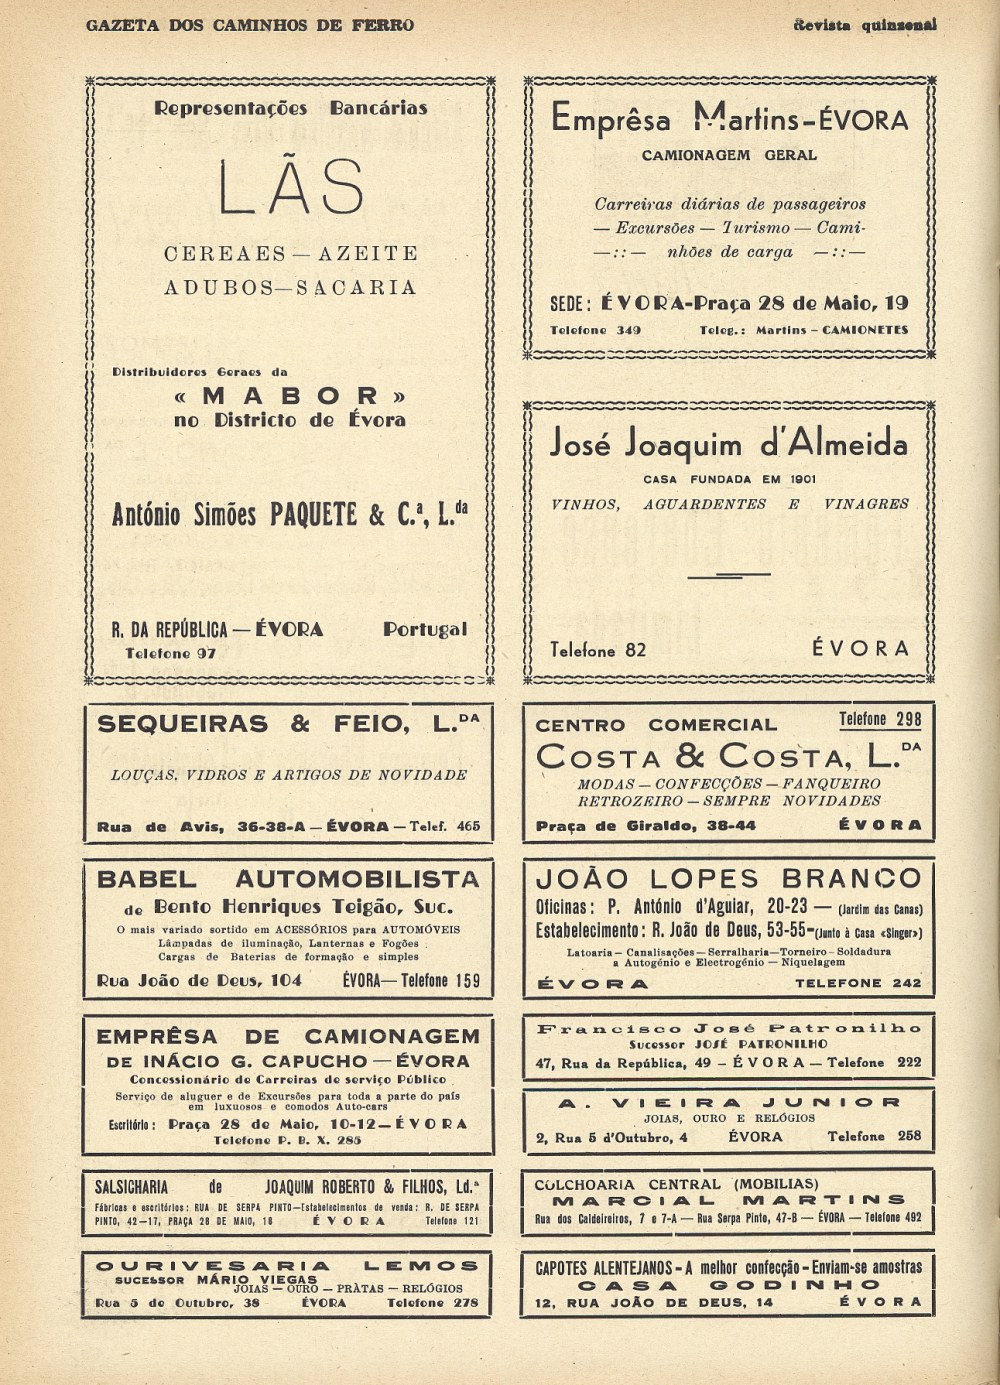 GAZETA DOS CAMINHOS DE FERRO
Revista quinzenal
Representações Bancárias
LÃS
CEREAES — AZEITE
ADUBOS—SACARIA
Distribuidores Geraes da
« MABOR »
no Districto de Évora
António Simões PAQUETE & C.ª, L.da
R. DA REPÚBLICA — ÉVORA Portugal
Telefone 97
Emprêsa Martins-ÉVORA
CAMIONAGEM GERAL
Carreiras diárias de passageiros
— Excursões — Turismo — Cami-
—::— nhões de carga —::—
SEDE: ÉVORA-Praça 28 de Maio, 19
Telefone 349 Teleg.: Martins - CAMIONETES
José Joaquim d'Almeida
CASA FUNDADA EM 1901
VINHOS, AGUARDENTES E VINAGRES
Telefone 82 ÉVORA
SEQUEIRAS & FEIO, L.DA
LOUÇAS. VIDROS E ARTIGOS DE NOVIDADE
Rua de Avis, 36-38-A — ÉVORA — Telef. 465
CENTRO COMERCIAL Telefone 298
COSTA & COSTA, L.DA
MODAS — CONFECÇÕES — FANQUEIRO
RETROZEIRO — SEMPRE NOVIDADES
Praça de Giraldo, 38-44 ÉVORA
BABEL AUTOMOBILISTA
de Bento Henriques Teigão, Suc.
O mais variado sortido em ACESSÓRIOS para AUTOMÓVEIS
Lâmpadas de iluminação, Lanternas e Fogões
Cargas de Baterias de formação e simples
Rua João de Deus, 104 ÉVORA— Telefone 159
JOÃO LOPES BRANCO
Oficinas: P. António d'Aguiar, 20-23 — (Jardim das Canas)
Estabelecimento: R. João de Deus, 53-55-(Junto à Casa «Singer»)
Latoaria - Canalisações - Serralharia - Torneiro - Soldadura
a Autogénio e Electrogénio — Niquelagem
ÉVORA TELEFONE 242
EMPRÊSA DE CAMIONAGEM
DE INÁCIO G. CAPUCHO — ÉVORA
Concessionário de Carreiras de serviço Público
Serviço de aluguer e de Excursões para toda a parte do país
em luxuosos e comodos Auto-cars
Escritório: Praça 28 de Maio, 10-12—ÉVORA
Telefone P. B. X. 285
Francisco José Patronilho
Sucessor JOSÉ PATRONILHO
47, Rua da República, 49 - ÉVORA — Telefone 222
A. VIEIRA JUNIOR
JOIAS, OURO E RELÓGIOS
2, Rua 5 d'Outubro, 4 ÉVORA Telefone 258
SALSICHARIA de JOAQUIM ROBERTO & FILHOS, Ld.ª
Fábricas e escritórios: RUA DE SERPA PINTO—Estabelecimentos de venda: R. DE SERPA
PINTO, 42—17, PRAÇA 28 DE MAIO, 18 ÉVORA Telefone 121
COLCHOARIA CENTRAL (MOBILIAS)
MARCIAL MARTINS
Rua dos Caldeireiros, 7 e 7-A — Rua Serpa Pinto, 47-B — ÉVORA — Telefone 492
OURIVESARIA LEMOS
SUCESSOR MÁRIO VIEGAS
JOIAS — OURO — PRATAS — RELÓGIOS
Rua 5 de Outubro, 38 ÉVORA Telefone 278
CAPOTES ALENTEJANOS - A melhor confecção - Enviam-se amostras
CASA GODINHO
12, RUA JOÃO DE DEUS, 14 ÉVORA